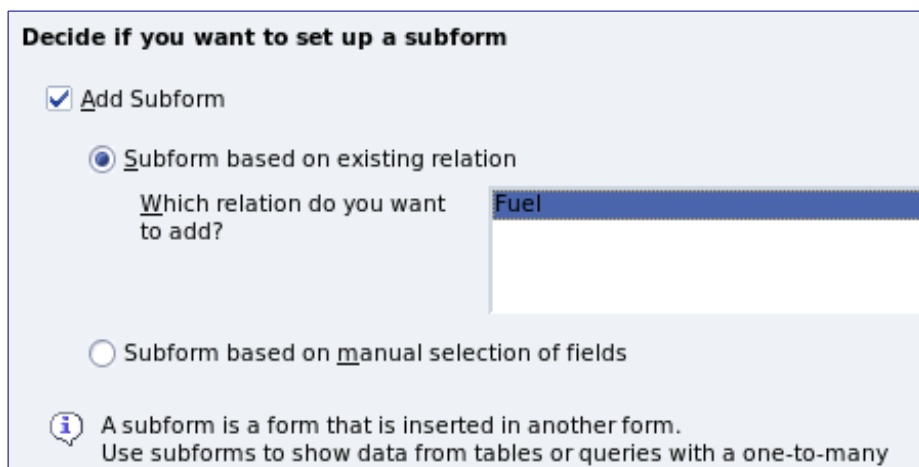 Decide if you want to set up a subform
Add Subform
Subform based on existing relation
Which relation do you want
to add?
Fuel
Subform based on manual selection of fields
A subform is a form that is inserted in another form.
Use subforms to show data from tables or queries with a one-to-many